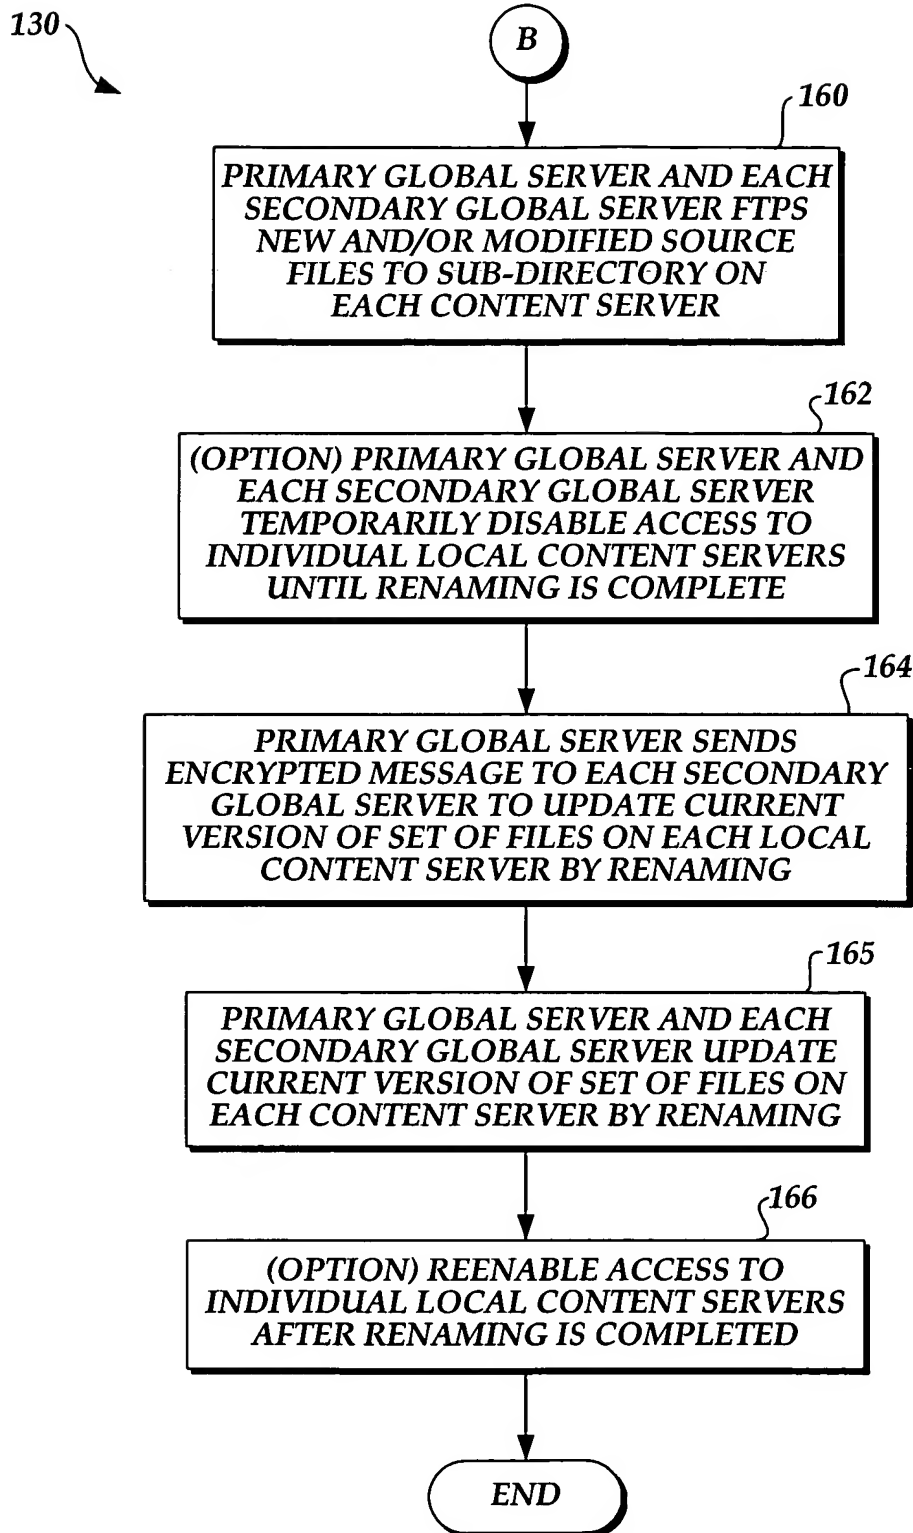 130
B
160
PRIMARY GLOBAL SERVER AND EACH
SECONDARY GLOBAL SERVER FTPS
NEW AND/OR MODIFIED SOURCE
FILES TO SUB-DIRECTORY ON
EACH CONTENT SERVER
162
(OPTION) PRIMARY GLOBAL SERVER AND
EACH SECONDARY GLOBAL SERVER
TEMPORARILY DISABLE ACCESS TO
INDIVIDUAL LOCAL CONTENT SERVERS
UNTIL RENAMING IS COMPLETE
164
PRIMARY GLOBAL SERVER SENDS
ENCRYPTED MESSAGE TO EACH SECONDARY
GLOBAL SERVER TO UPDATE CURRENT
VERSION OF SET OF FILES ON EACH LOCAL
CONTENT SERVER BY RENAMING
165
PRIMARY GLOBAL SERVER AND EACH
SECONDARY GLOBAL SERVER UPDATE
CURRENT VERSION OF SET OF FILES ON
EACH CONTENT SERVER BY RENAMING
166
(OPTION) REENABLE ACCESS TO
INDIVIDUAL LOCAL CONTENT SERVERS
AFTER RENAMING IS COMPLETED
END